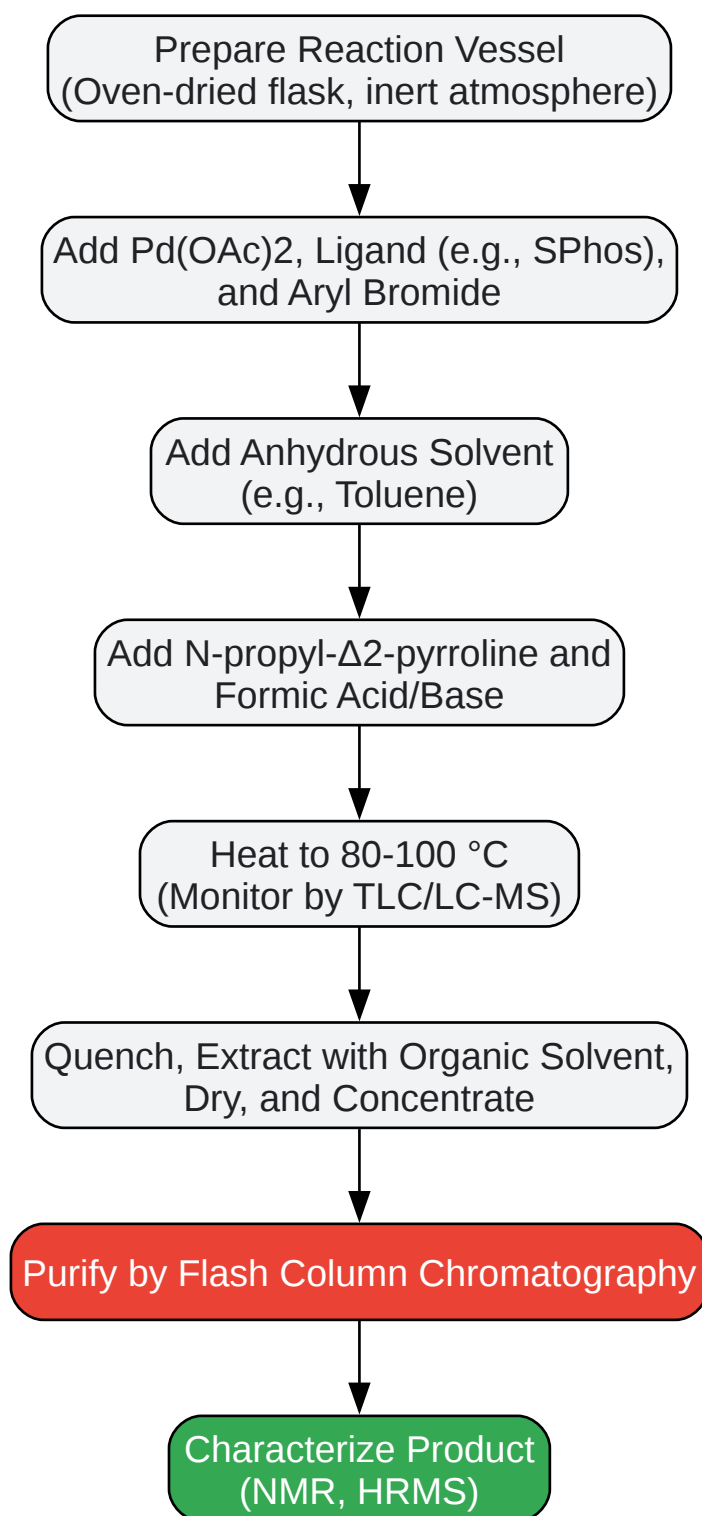 Prepare Reaction Vessel
(Oven-dried flask, inert atmosphere)
Add Pd(OAc)2, Ligand (e.g., SPhos),
and Aryl Bromide
Add Anhydrous Solvent
(e.g., Toluene)
Add N-propyl-Δ2-pyrroline and
Formic Acid/Base
Heat to 80-100 °C
(Monitor by TLC/LC-MS)
Quench, Extract with Organic Solvent,
Dry, and Concentrate
Purify by Flash Column Chromatography
Characterize Product
(NMR, HRMS)